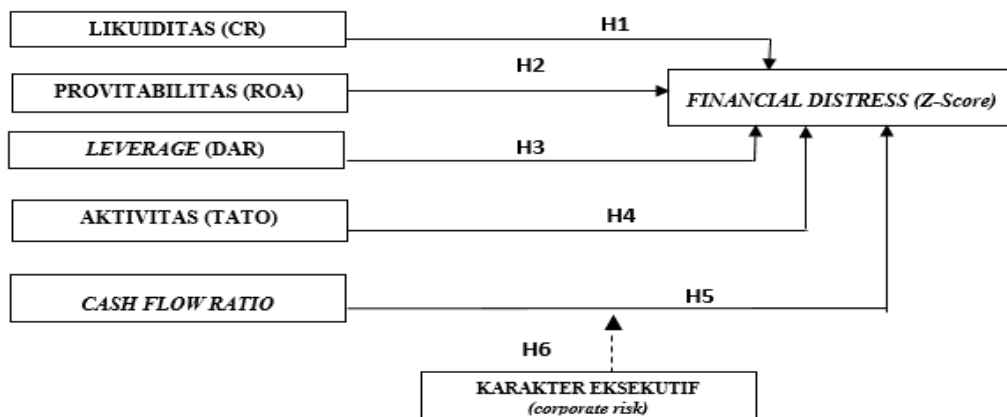 LIKUIDITAS (CR)
H1
H2
PROVITABILITAS (ROA)
FINANCIAL DISTRESS (Z-Score)
LEVERAGE (DAR)
H3
AKTIVITAS (TATO)
H4
CASH FLOW RATIO
H5
H6
KARAKTER EKSEKUTIF
(corporate risk)